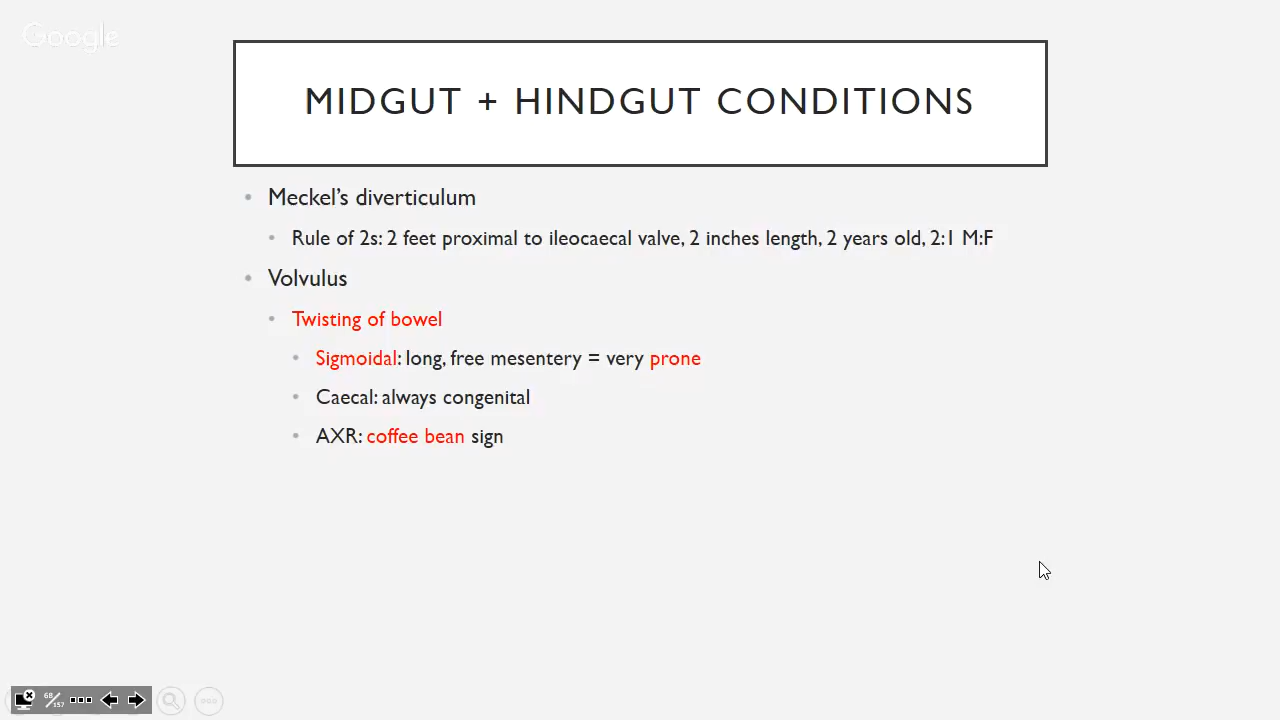 Google
MIDGUT + HINDGUT CONDITIONS
• Meckel’s diverticulum
• Rule of 2s: 2 feet proximal to ileocaecal valve, 2 inches length, 2 years old, 2:1 M:F
• Volvulus
• Twisting of bowel
• Sigmoidal: long, free mesentery = very prone
• Caecal: always congenital
• AXR: coffee bean sign
68/157